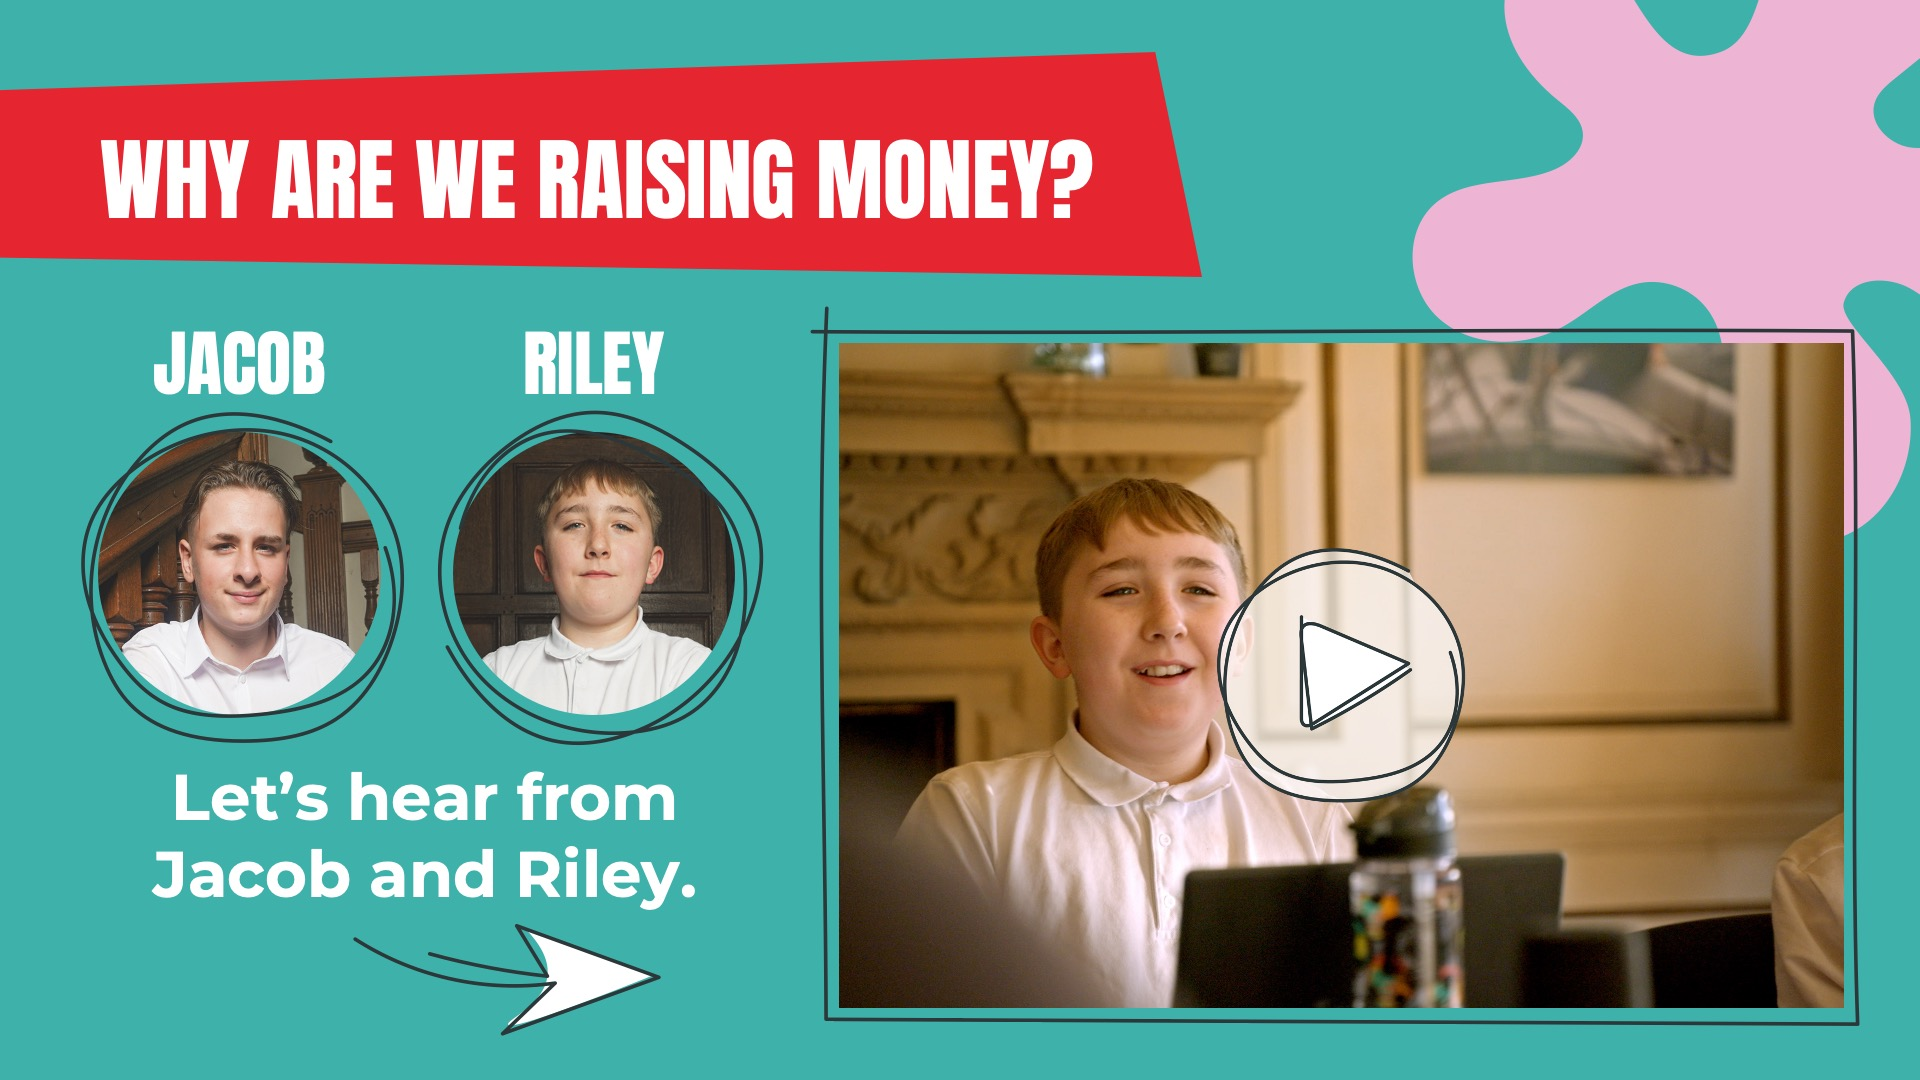 WHY ARE WE RAISING MONEY?
JACOB
RILEY
Let’s hear from
Jacob and Riley.